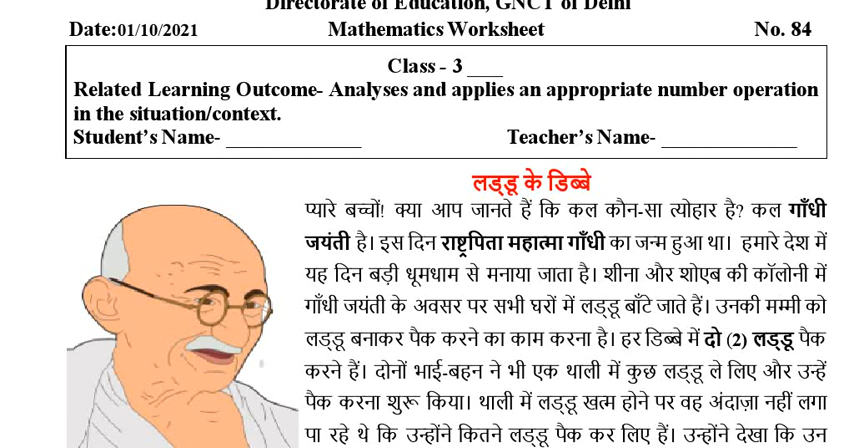 Directorate of Education, GNCT of Delhi
Date:01/10/2021 Mathematics Worksheet No. 84
Class - 3 ___
Related Learning Outcome- Analyses and applies an appropriate number operation
in the situation/context.
Student’s Name- ______________ Teacher’s Name- ______________
लड्डू के डिब्बे
प्यारे बच्चों! क्या आप जानते हैं कि कल कौन-सा त्योहार है? कल गाँधी
जयंती है। इस दिन राष्ट्रपिता महात्मा गाँधी का जन्म हुआ था। हमारे देश में
यह दिन बड़ी धूमधाम से मनाया जाता है। शीना और शोएब की कॉलोनी में
गाँधी जयंती के अवसर पर सभी घरों में लड्डू बाँटे जाते हैं। उनकी मम्मी को
लड्डू बनाकर पैक करने का काम करना है। हर डिब्बे में दो (2) लड्डू पैक
करने हैं। दोनों भाई-बहन ने भी एक थाली में कुछ लड्डू ले लिए और उन्हें
पैक करना शुरू किया। थाली में लड्डू खत्म होने पर वह अंदाज़ा नहीं लगा
पा रहे थे कि उन्होंने कितने लड्डू पैक कर लिए हैं। उन्होंने देखा कि उन